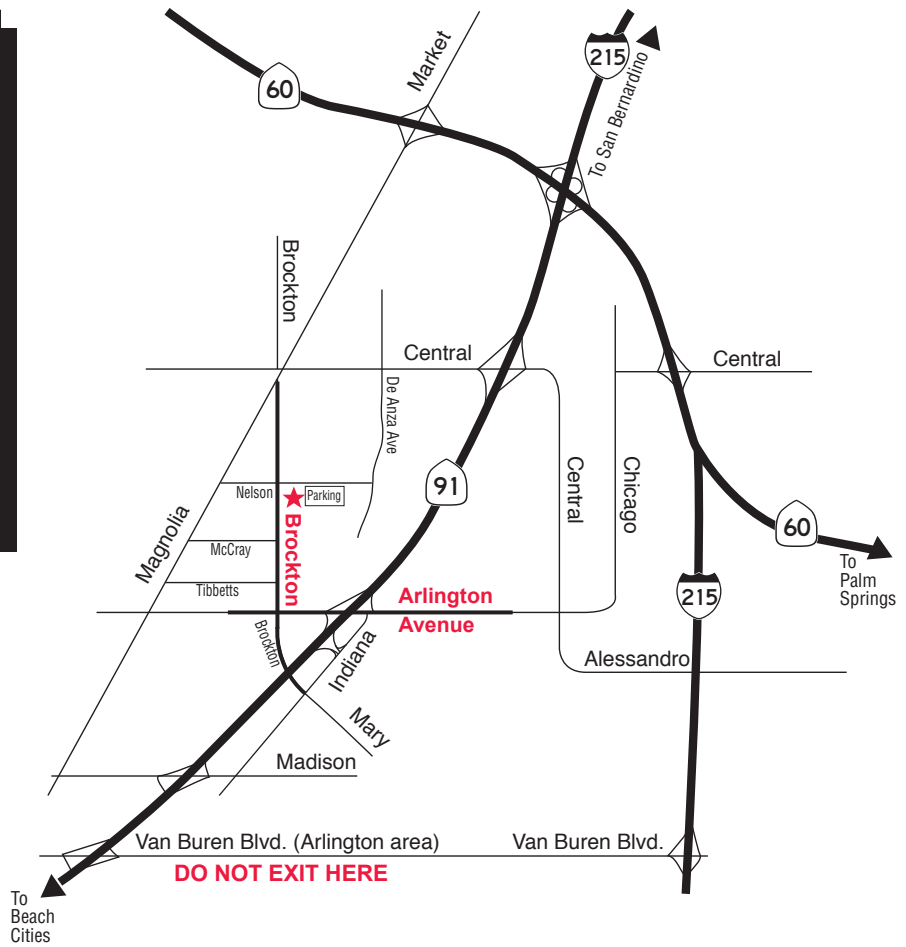 Market
215
To San Bernardino
60
Brockton
Central
Central
De Anza Ave
Nelson
Parking
91
Central
Chicago
Magnolia
Brockton
McCray
60
To
Palm
Springs
Tibbetts
Arlington
Avenue
215
Brockton
Indiana
Alessandro
Mary
Madison
Van Buren Blvd. (Arlington area)
Van Buren Blvd.
DO NOT EXIT HERE
To
Beach
Cities